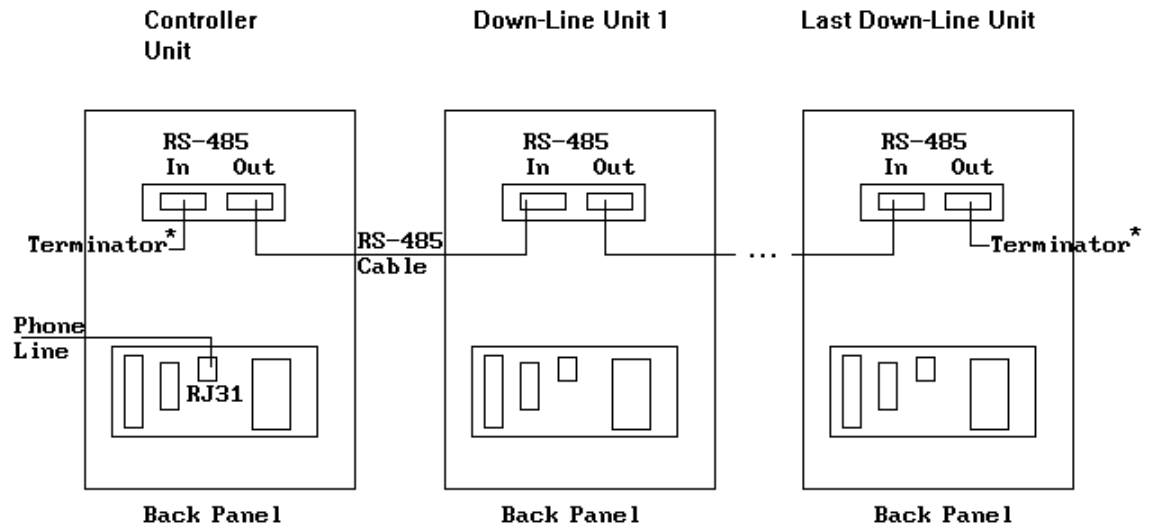 Controller
Unit
Down-Line Unit 1
Last Down-Line Unit
RS-485
In Out
RS-485
In Out
RS-485
In Out
Terminator*
RS-485
Cable
...
Terminator*
Phone
Line
RJ31
Back Panel
Back Panel
Back Panel